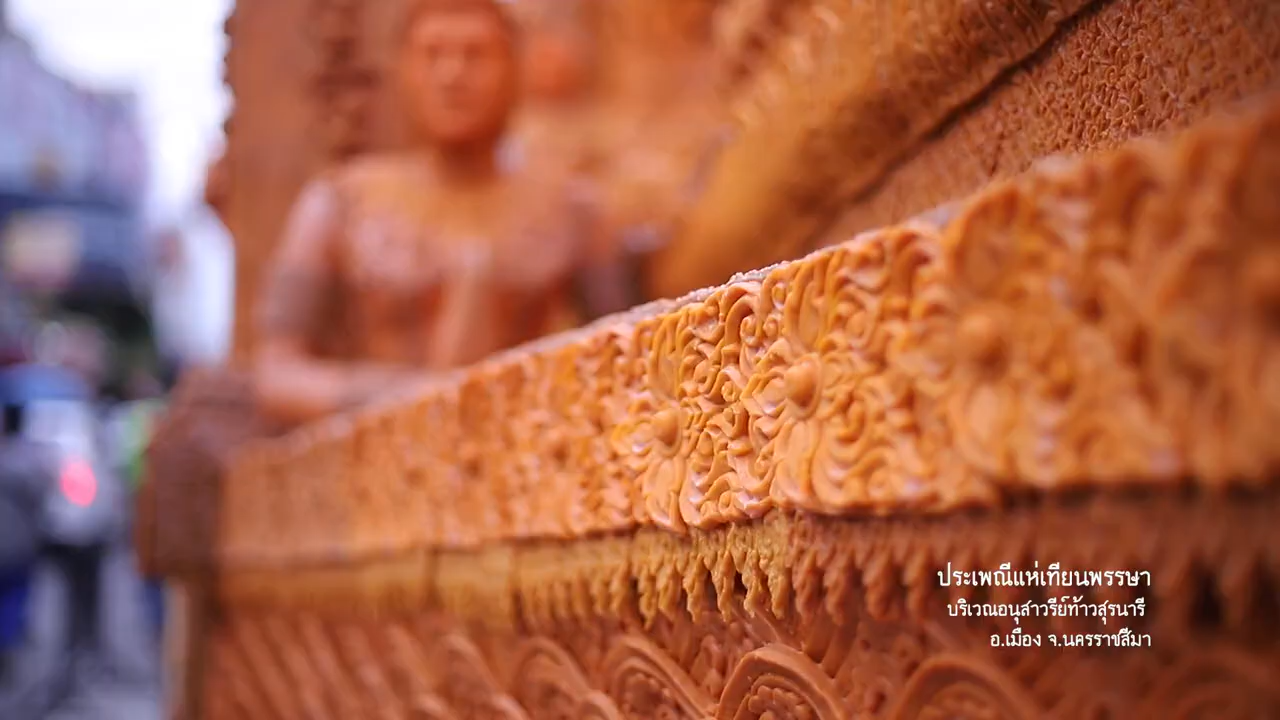 ประเพณีแห่เทียนพรรษา
บริเวณอนุสาวรีย์ท้าวสุรนารี
อ.เมือง จ.นครราชสีมา